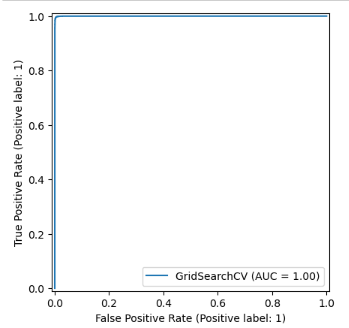 1.0
0.8
0.6
0.4
0.2
0.0
True Positive Rate (Positive label: 1)
GridSearchCV (AUC = 1.00)
0.0 0.2 0.4 0.6 0.8 1.0
False Positive Rate (Positive label: 1)